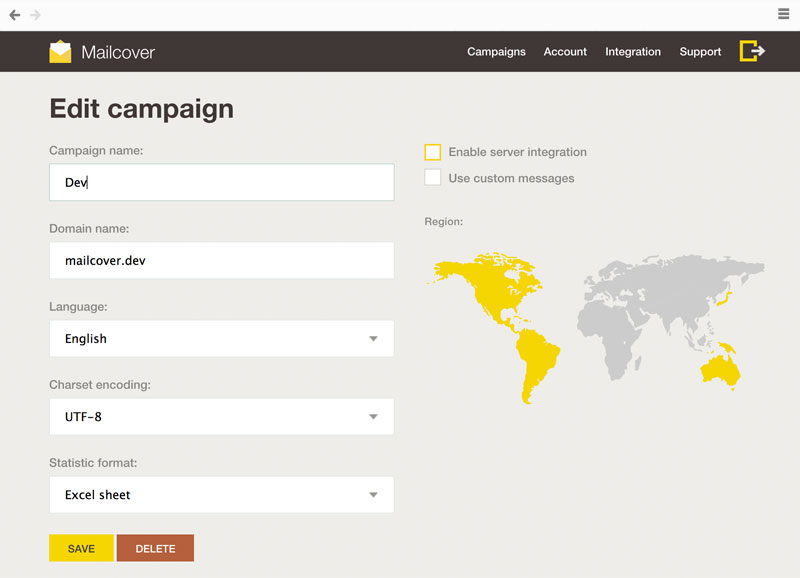 Mailcover
Campaigns Account Integration Support
Edit campaign
Campaign name:
Dev
Domain name:
mailcover.dev
Language:
English
Charset encoding:
UTF-8
Statistic format:
Excel sheet
SAVE DELETE
Enable server integration
Use custom messages
Region: